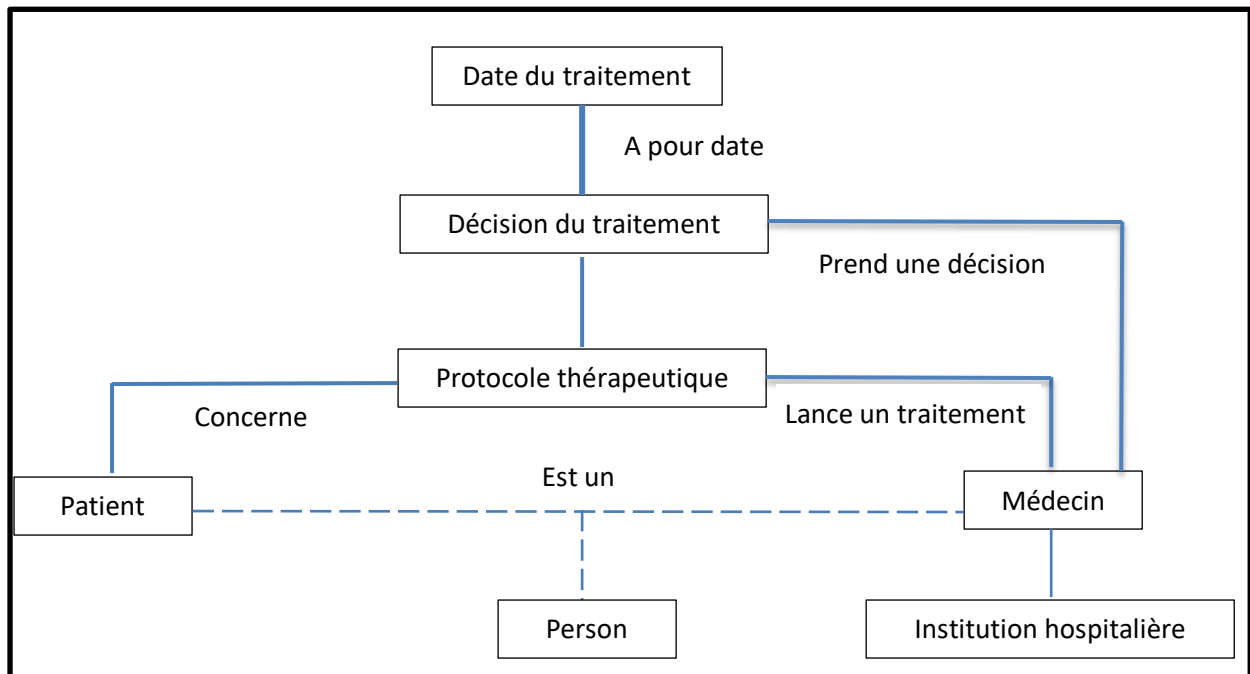 Date du traitement
A pour date
Décision du traitement
Prend une décision
Protocole thérapeutique
Concerne
Lance un traitement
Est un
Patient
Médecin
Person
Institution hospitalière